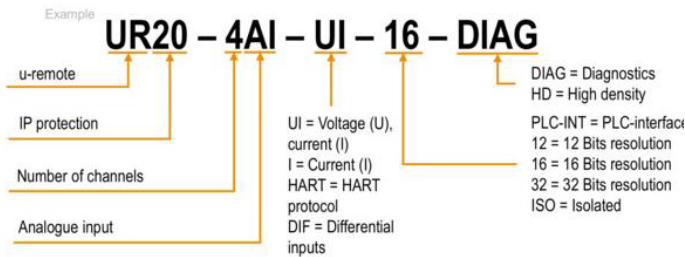 Example
UR20 – 4AI – UI – 16 – DIAG
u-remote
IP protection
Number of channels
Analogue input
UI = Voltage (U),
current (I)
I = Current (I)
HART = HART
protocol
DIF = Differential
inputs
DIAG = Diagnostics
HD = High density
PLC-INT = PLC-interface
12 = 12 Bits resolution
16 = 16 Bits resolution
32 = 32 Bits resolution
ISO = Isolated